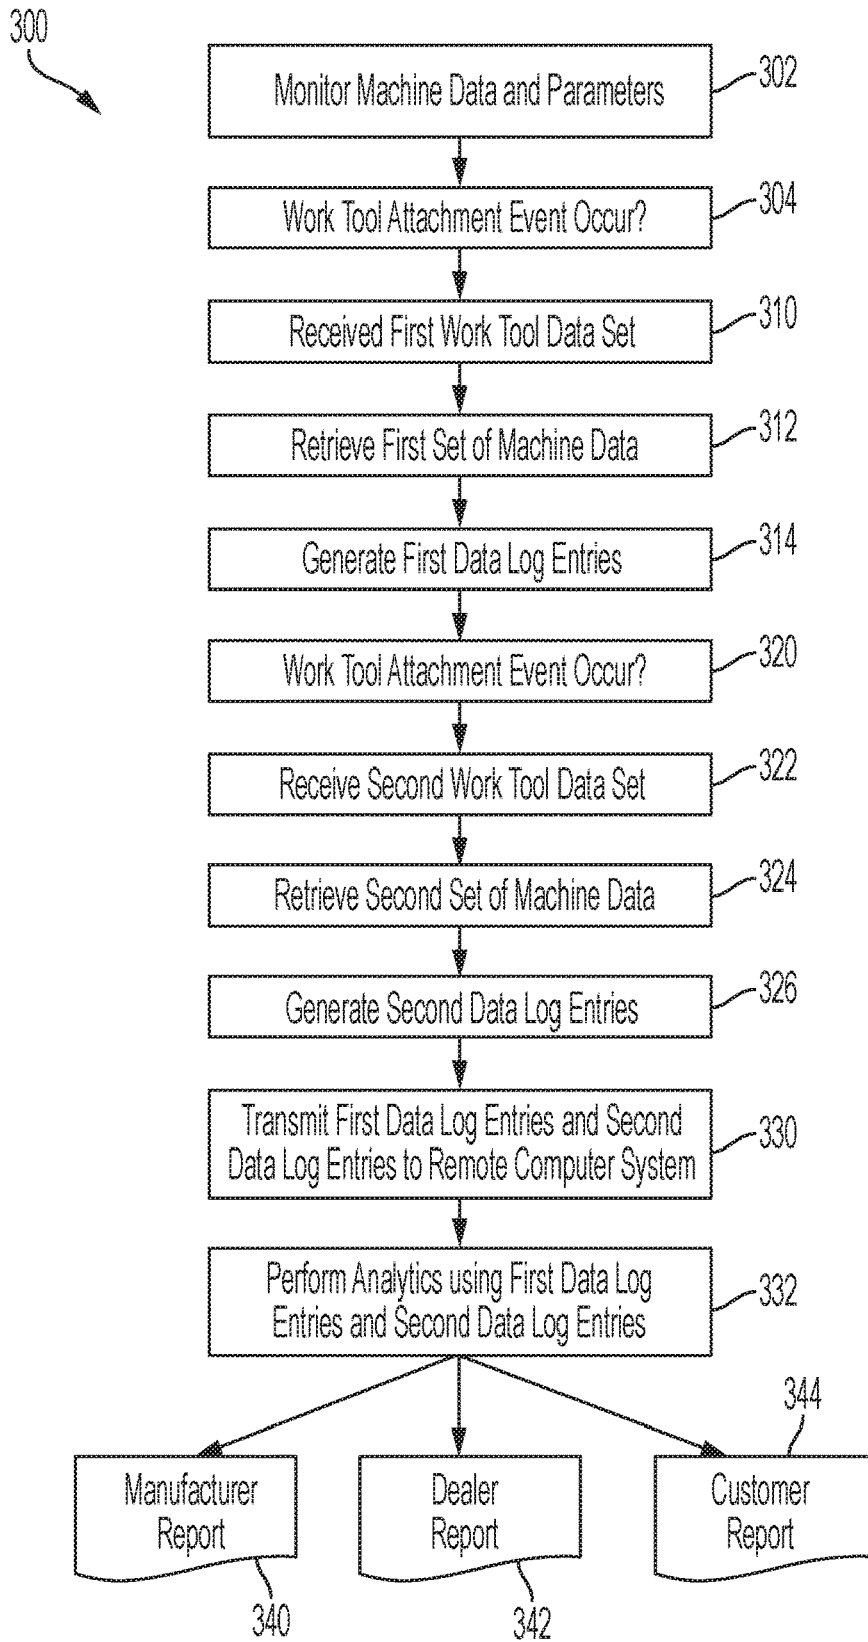 300
Monitor Machine Data and Parameters
302
Work Tool Attachment Event Occur?
304
Received First Work Tool Data Set
310
Retrieve First Set of Machine Data
312
Generate First Data Log Entries
314
Work Tool Attachment Event Occur?
320
Receive Second Work Tool Data Set
322
Retrieve Second Set of Machine Data
324
Generate Second Data Log Entries
326
Transmit First Data Log Entries and Second
Data Log Entries to Remote Computer System
330
Perform Analytics using First Data Log
Entries and Second Data Log Entries
332
Manufacturer
Report
340
Dealer
Report
342
344
Customer
Report